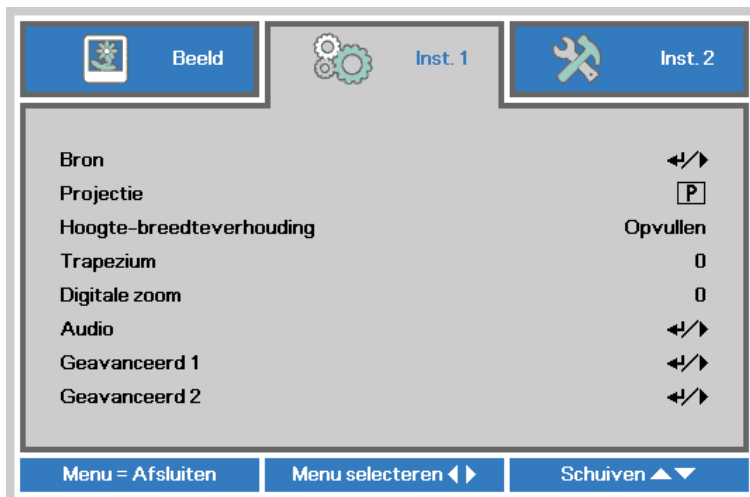 Beeld Inst. 1 Inst. 2
Bron ↵/▶
Projectie P
Hoogte-breedteverhouding Opvullen
Trapezium 0
Digitale zoom 0
Audio ↵/▶
Geavanceerd 1 ↵/▶
Geavanceerd 2 ↵/▶
Menu = Afsluiten Menu selecteren ◀▶ Schuiven ▲▼